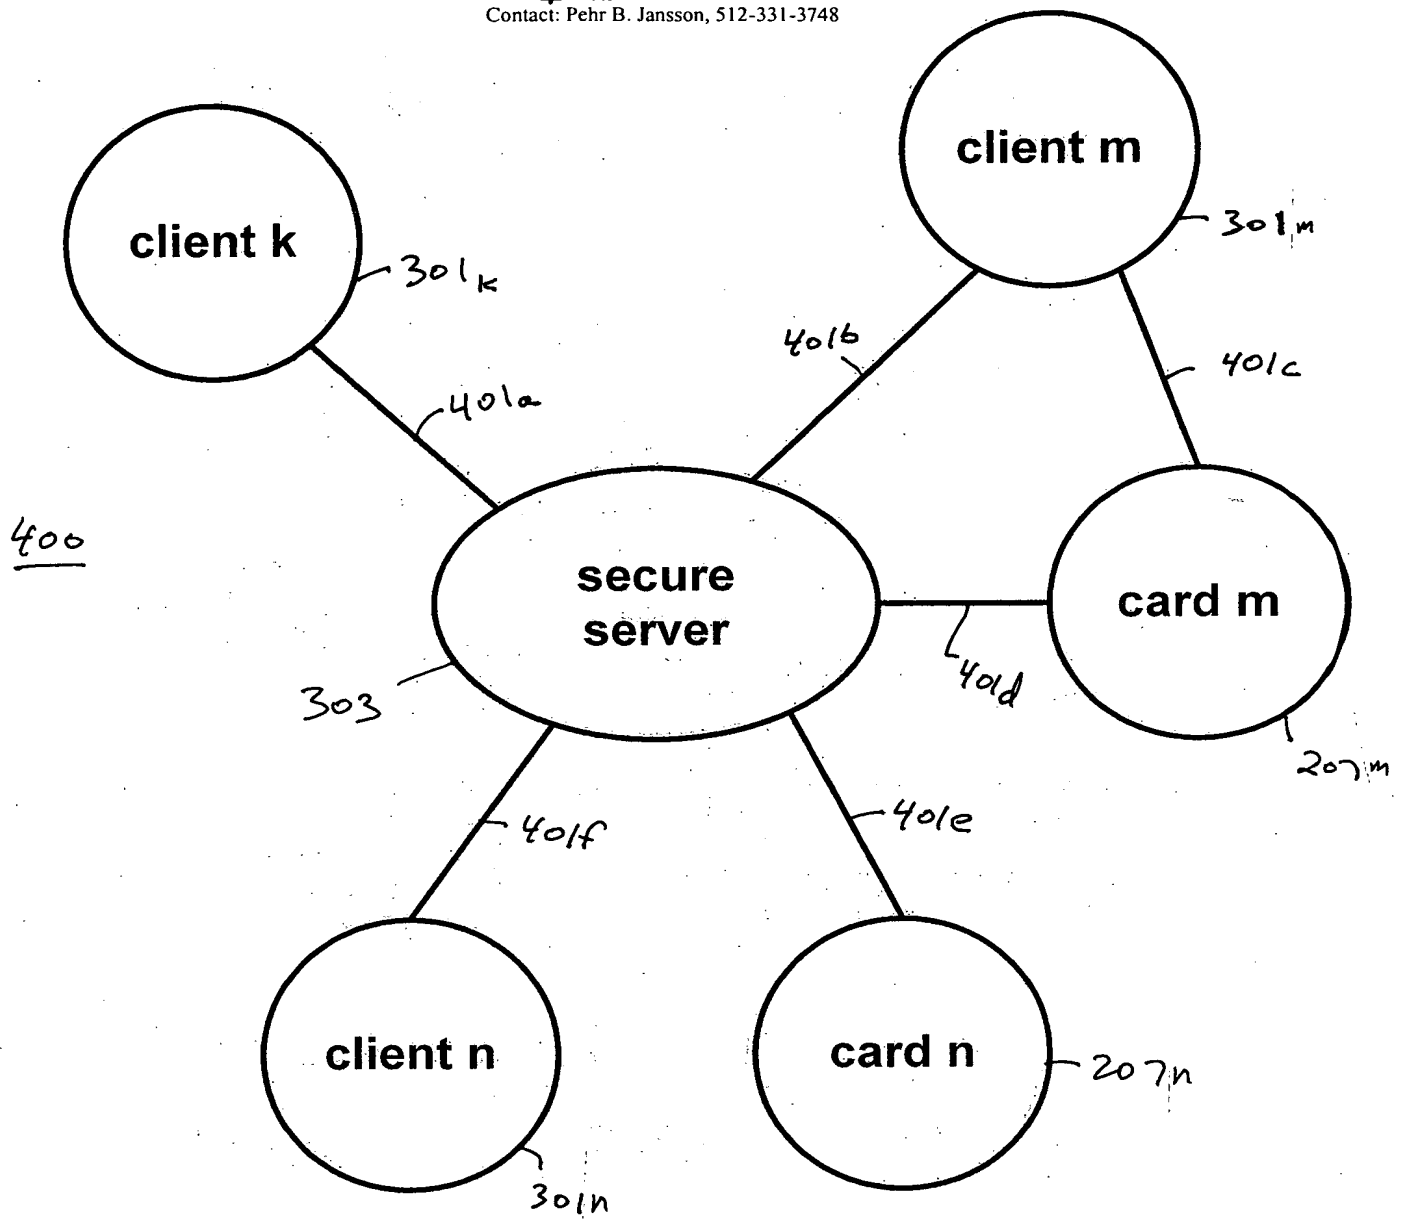 Contact: Pehr B. Jansson, 512-331-3748
client m
301m
client k
301k
401b
401c
401a
400
secure
server
card m
401d
303
207m
401f
401e
client n
card n
207n
301n